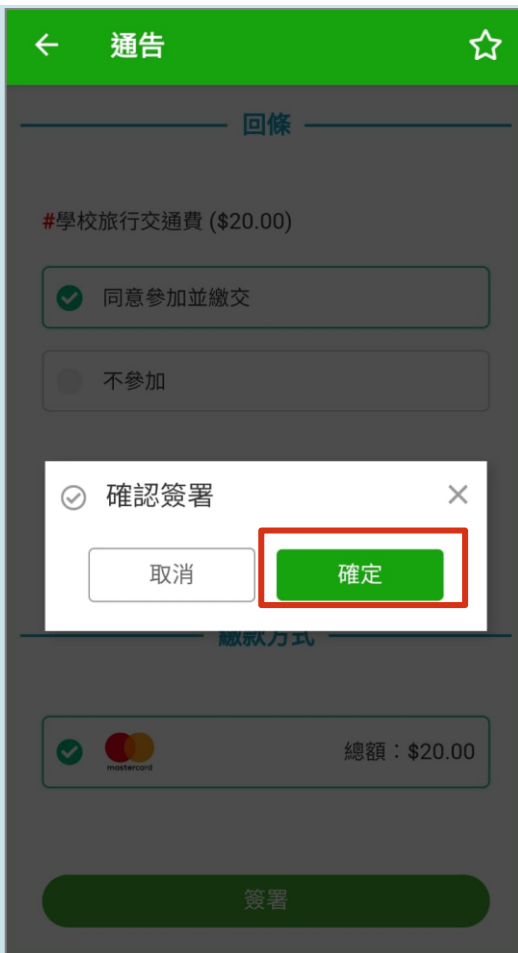 通告
回條
#學校旅行交通費 ($20.00)
同意參加並繳交
不參加
確認簽署
取消
確定
繳款方式
mastercard
總額：$20.00
簽署